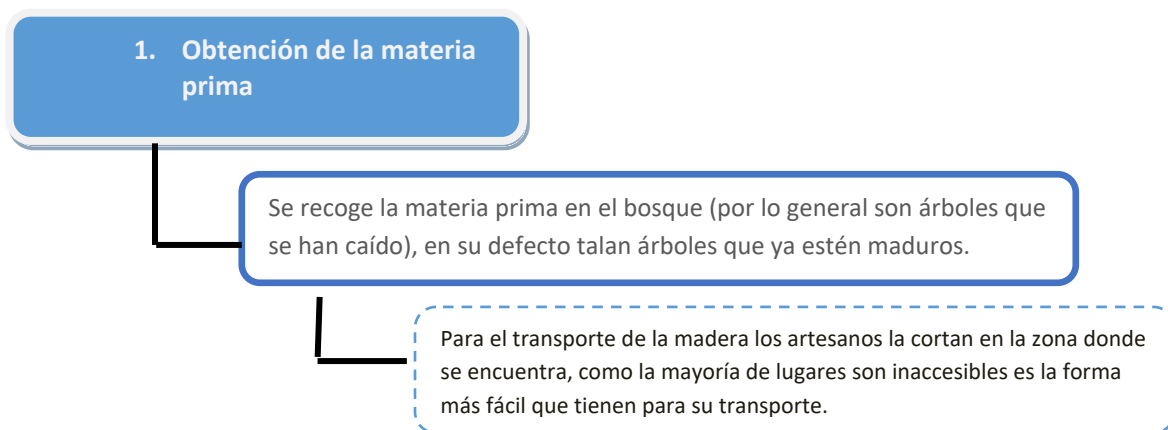 1. Obtención de la materia
prima
Se recoge la materia prima en el bosque (por lo general son árboles que
se han caído), en su defecto talan árboles que ya estén maduros.
Para el transporte de la madera los artesanos la cortan en la zona donde
se encuentra, como la mayoría de lugares son inaccesibles es la forma
más fácil que tienen para su transporte.